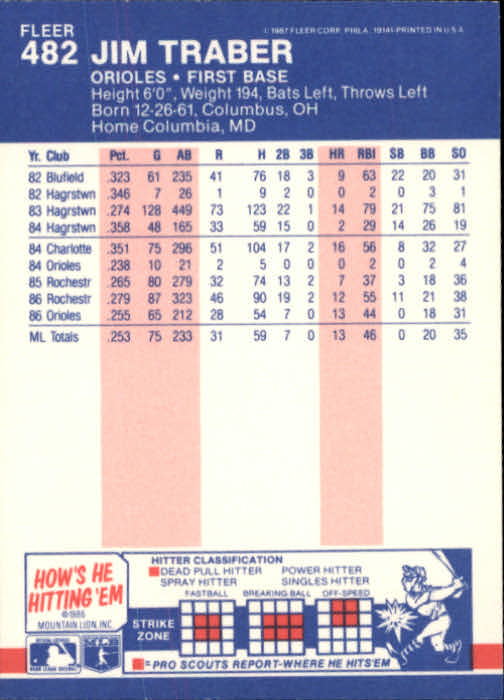 FLEER
482 JIM TRABER
© 1987 FLEER CORP. PHILA. 19141-PRINTED IN U.S.A.
ORIOLES • FIRST BASE
Height 6'0", Weight 194, Bats Left, Throws Left
Born 12-26-61, Columbus, OH
Home Columbia, MD
Yr. Club Pct. G AB R H 2B 3B HR RBI SB BB SO
82 Blufield .323 61 235 41 76 18 3 9 63 22 20 31
82 Hagrstwn .346 7 26 1 9 2 0 0 2 0 3 1
83 Hagrstwn .274 128 449 73 123 22 1 14 79 21 75 81
84 Hagrstwn .358 48 165 33 59 15 0 2 29 14 26 19
84 Charlotte .351 75 296 51 104 17 2 16 56 8 32 27
84 Orioles .238 10 21 2 5 0 0 0 2 0 2 4
85 Rochestr .265 80 279 32 74 13 2 7 37 3 18 36
86 Rochestr .279 87 323 46 90 19 2 12 55 11 21 38
86 Orioles .255 65 212 28 54 7 0 13 44 0 18 31
ML Totals .253 75 233 31 59 7 0 13 46 0 20 35
HOW'S HE
HITTING 'EM
©1985
MOUNTAIN LION, INC.
HITTER CLASSIFICATION
DEAD PULL HITTER POWER HITTER
SPRAY HITTER SINGLES HITTER
FASTBALL BREAKING BALL OFF-SPEED
STRIKE
ZONE
= PRO SCOUTS REPORT-WHERE HE HITS 'EM